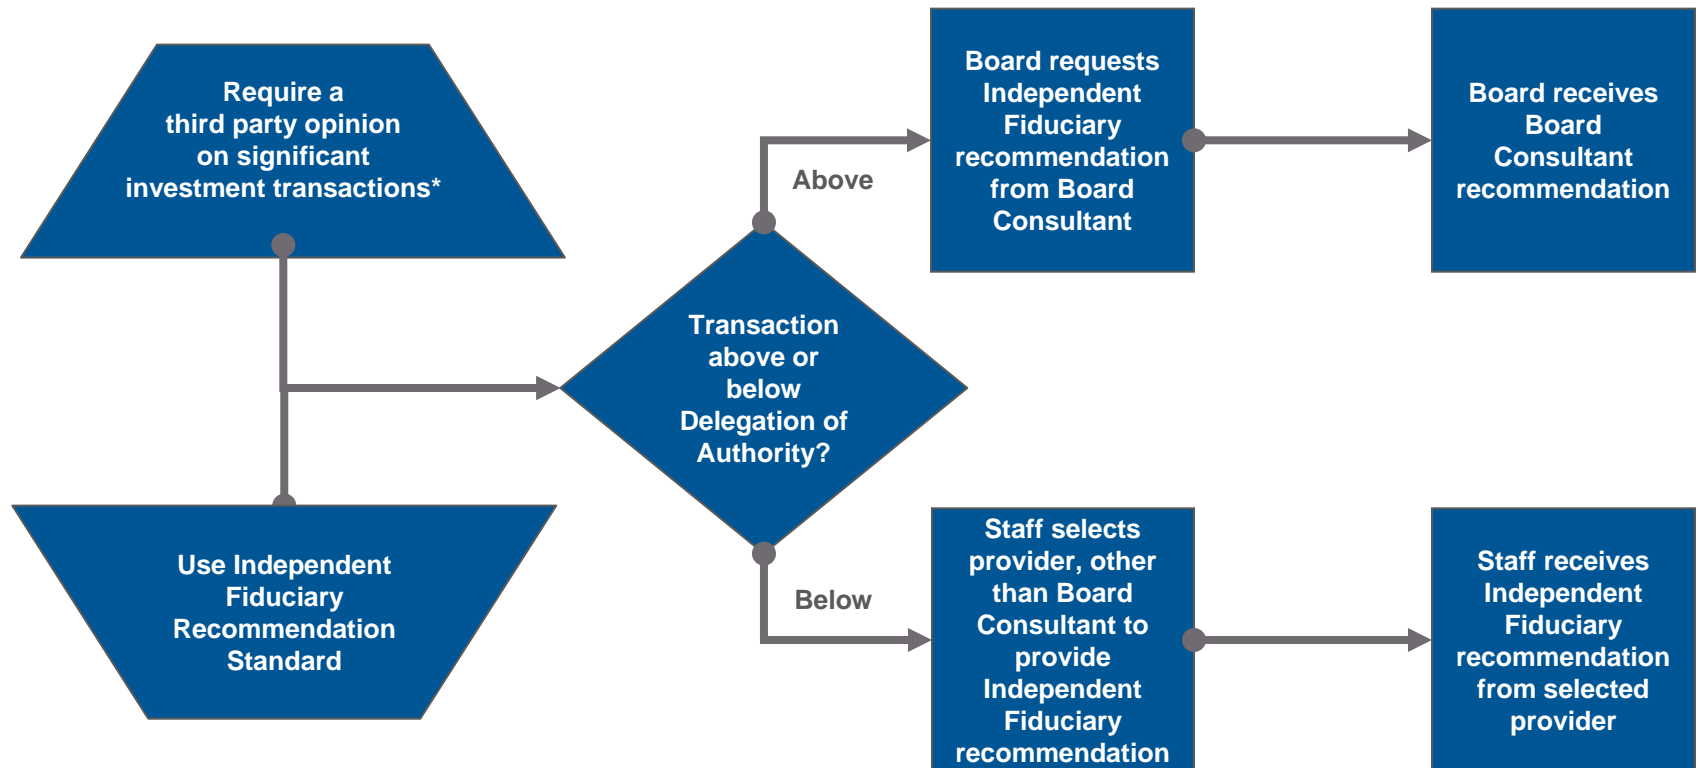 Require a
third party opinion
on significant
investment transactions*
Use Independent
Fiduciary
Recommendation
Standard
Transaction
above or
below
Delegation of
Authority?
Above
Board requests
Independent
Fiduciary
recommendation
from Board
Consultant
Board receives
Board
Consultant
recommendation
Below
Staff selects
provider, other
than Board
Consultant to
provide
Independent
Fiduciary
recommendation
Staff receives
Independent
Fiduciary
recommendation
from selected
provider